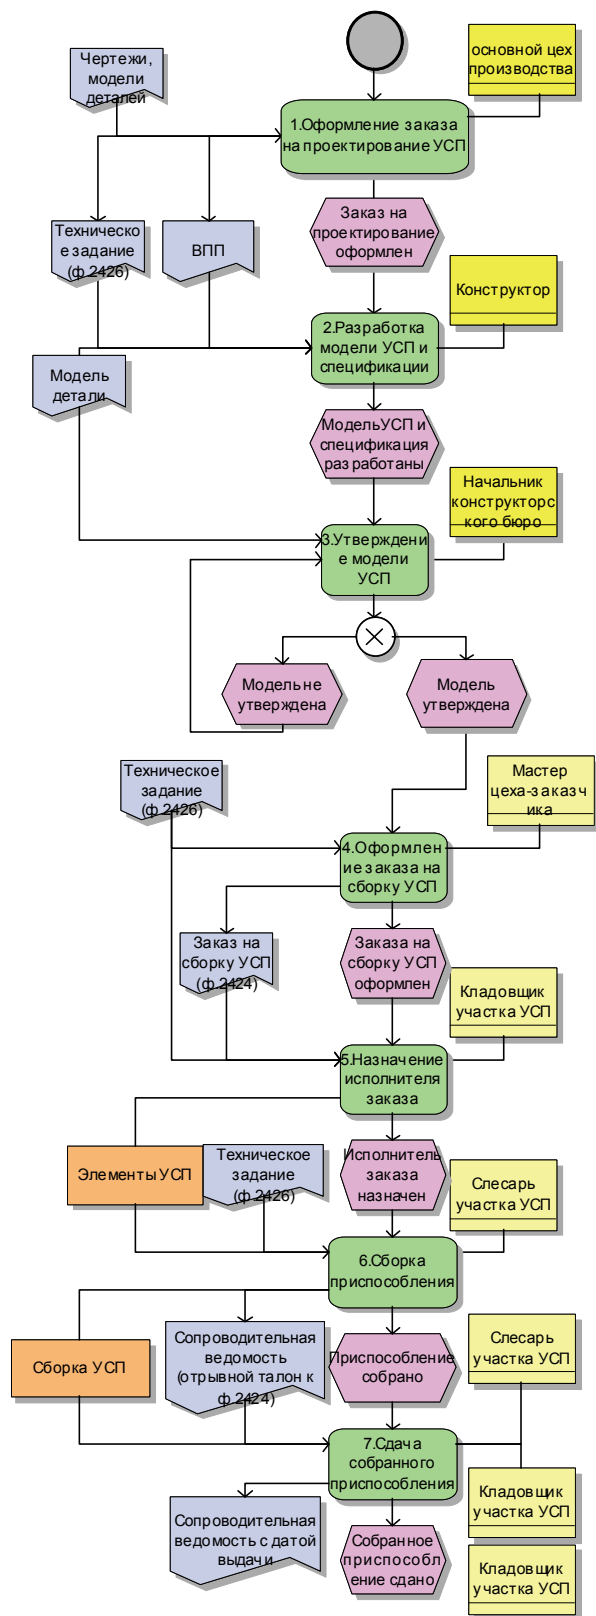 основной цех
производства
Чертежи,
модели
деталей
1.Оформление заказа
на проектирование УСП
Заказ на
проектирование
оформлен
Техническо
е задание
(ф.2426)
ВПП
Конструктор
2.Разработка
модели УСП и
спецификации
Модель
детали
Модель УСП и
спецификация
разработаны
Начальник
конструкторс
кого бюро
3.Утверждени
е модели
УСП
Модель не
утверждена
Модель
утверждена
Техническое
задание
(ф.2426)
Мастер
цеха-заказч
ика
4.Оформлен
ие заказа на
сборку УСП
Заказ на
сборку УСП
(ф.2424)
Заказа на
сборку УСП
оформлен
Кладовщик
участка УСП
5.Назначение
исполнителя
заказа
Элементы УСП
Техническое
задание
(ф.2426)
Исполнитель
заказа
назначен
Слесарь
участка УСП
6.Сборка
приспособления
Сборка УСП
Сопроводительная
ведомость
(отрывной талон к
ф.2424)
Приспособление
собрано
Слесарь
участка УСП
7.Сдача
собранного
приспособления
Кладовщик
участка УСП
Сопроводительная
ведомость с датой
выдачи
Собранное
приспособл
ение сдано
Кладовщик
участка УСП